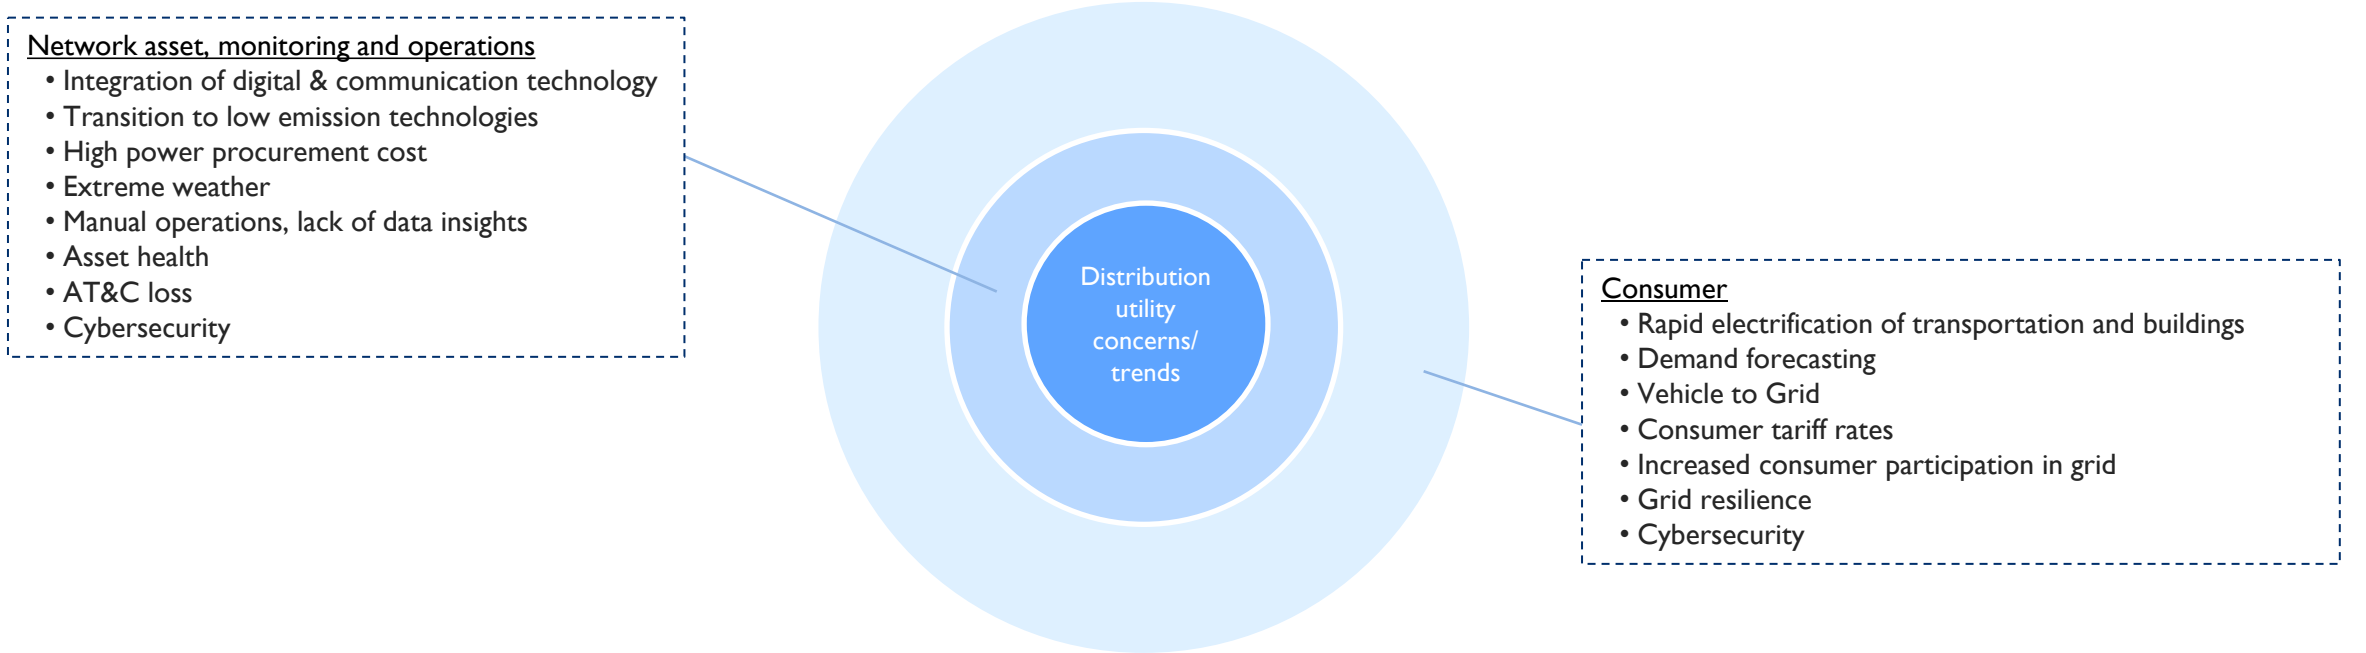 Network asset, monitoring and operations
• Integration of digital & communication technology
• Transition to low emission technologies
• High power procurement cost
• Extreme weather
• Manual operations, lack of data insights
• Asset health
• AT&C loss
• Cybersecurity
Distribution
utility
concerns/
trends
Consumer
• Rapid electrification of transportation and buildings
• Demand forecasting
• Vehicle to Grid
• Consumer tariff rates
• Increased consumer participation in grid
• Grid resilience
• Cybersecurity